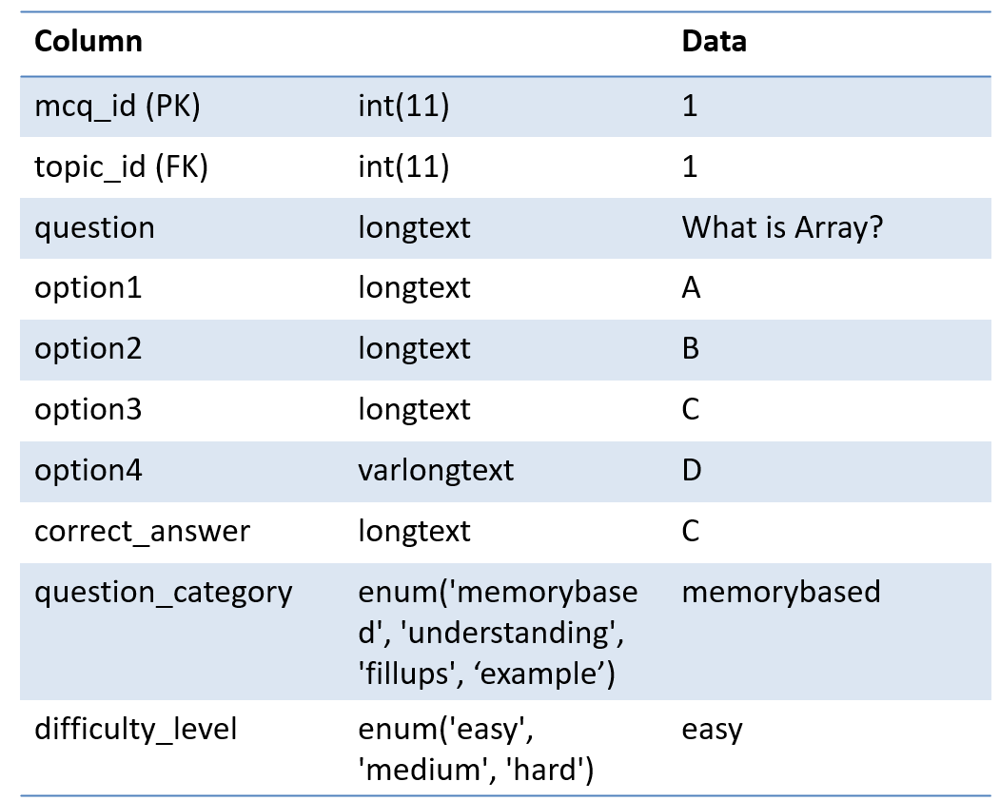 Column Data
mcq_id (PK) int(11) 1
topic_id (FK) int(11) 1
question longtext What is Array?
option1 longtext A
option2 longtext B
option3 longtext C
option4 varlongtext D
correct_answer longtext C
question_category enum('memorybase memorybased
d', 'understanding',
'fillups', ‘example’)
difficulty_level enum('easy', easy
'medium', 'hard')